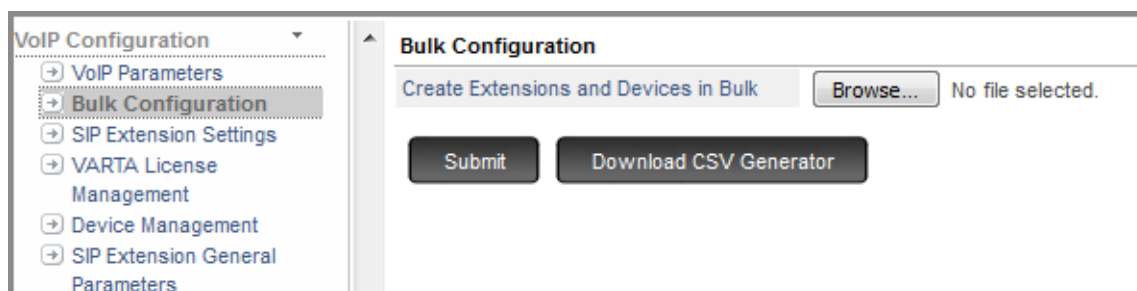 VoIP Configuration
VoIP Parameters
Bulk Configuration
SIP Extension Settings
VARTA License
Management
Device Management
SIP Extension General
Parameters
Bulk Configuration
Create Extensions and Devices in Bulk
Browse... No file selected.
Submit
Download CSV Generator